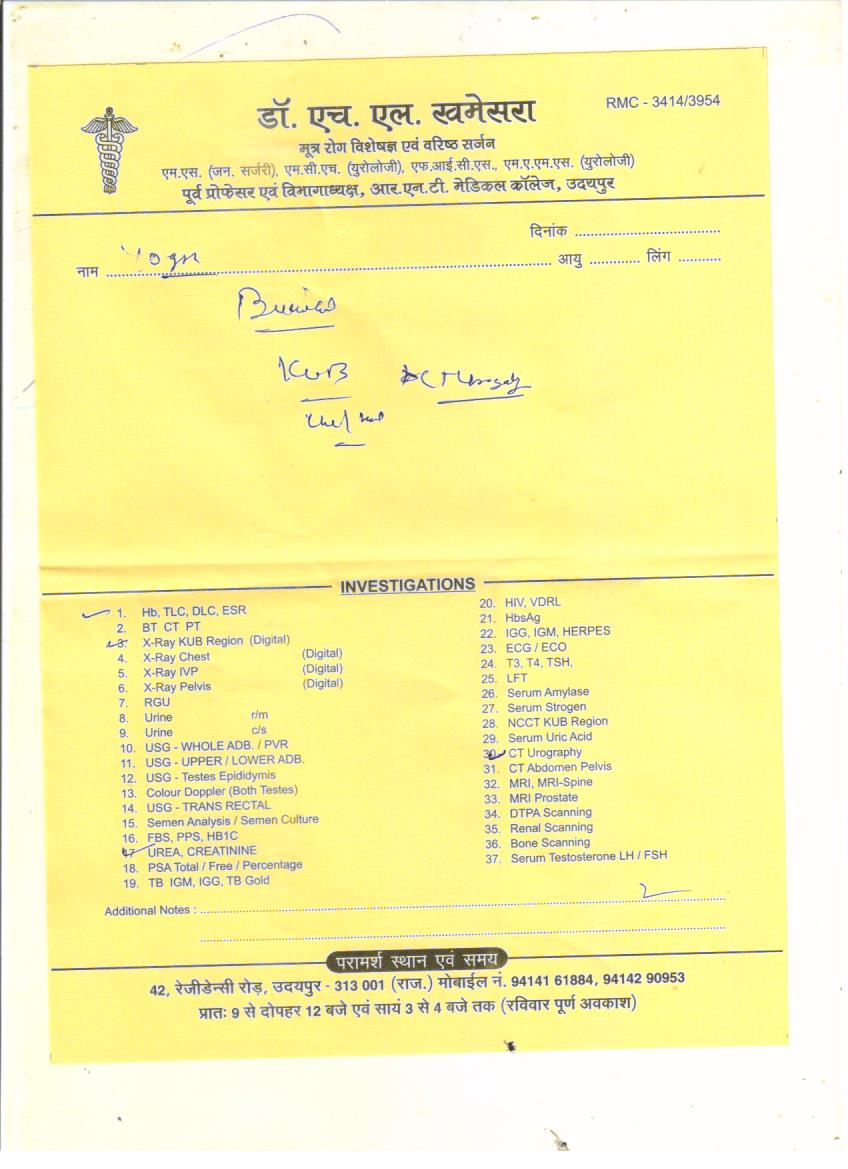 डॉ. एच. एल. खमेसरा
RMC - 3414/3954
मूत्र रोग विशेषज्ञ एवं वरिष्ठ सर्जन
एम.एस. (जन. सर्जरी), एम.सी.एच. (युरोलोजी), एफ.आई.सी.एस., एम.ए.एम.एस. (युरोलोजी)
पूर्व प्रोफेसर एवं विभागाध्यक्ष, आर.एन.टी. मेडिकल कॉलेज, उदयपुर
दिनांक ....................................
नाम .................... आयु ............ लिंग ..........
KUB CT Urography
INVESTIGATIONS
1. Hb, TLC, DLC, ESR
2. BT CT PT
3. X-Ray KUB Region (Digital)
4. X-Ray Chest (Digital)
5. X-Ray IVP (Digital)
6. X-Ray Pelvis (Digital)
7. RGU
8. Urine r/m
9. Urine c/s
10. USG - WHOLE ADB. / PVR
11. USG - UPPER / LOWER ADB.
12. USG - Testes Epididymis
13. Colour Doppler (Both Testes)
14. USG - TRANS RECTAL
15. Semen Analysis / Semen Culture
16. FBS, PPS, HB1C
17. UREA, CREATININE
18. PSA Total / Free / Percentage
19. TB IGM, IGG, TB Gold
20. HIV, VDRL
21. HbsAg
22. IGG, IGM, HERPES
23. ECG / ECO
24. T3, T4, TSH,
25. LFT
26. Serum Amylase
27. Serum Strogen
28. NCCT KUB Region
29. Serum Uric Acid
30. CT Urography
31. CT Abdomen Pelvis
32. MRI, MRI-Spine
33. MRI Prostate
34. DTPA Scanning
35. Renal Scanning
36. Bone Scanning
37. Serum Testosterone LH / FSH
Additional Notes : ....................
परामर्श स्थान एवं समय
42, रेजीडेन्सी रोड़, उदयपुर - 313 001 (राज.) मोबाईल नं. 94141 61884, 94142 90953
प्रातः 9 से दोपहर 12 बजे एवं सायं 3 से 4 बजे तक (रविवार पूर्ण अवकाश)